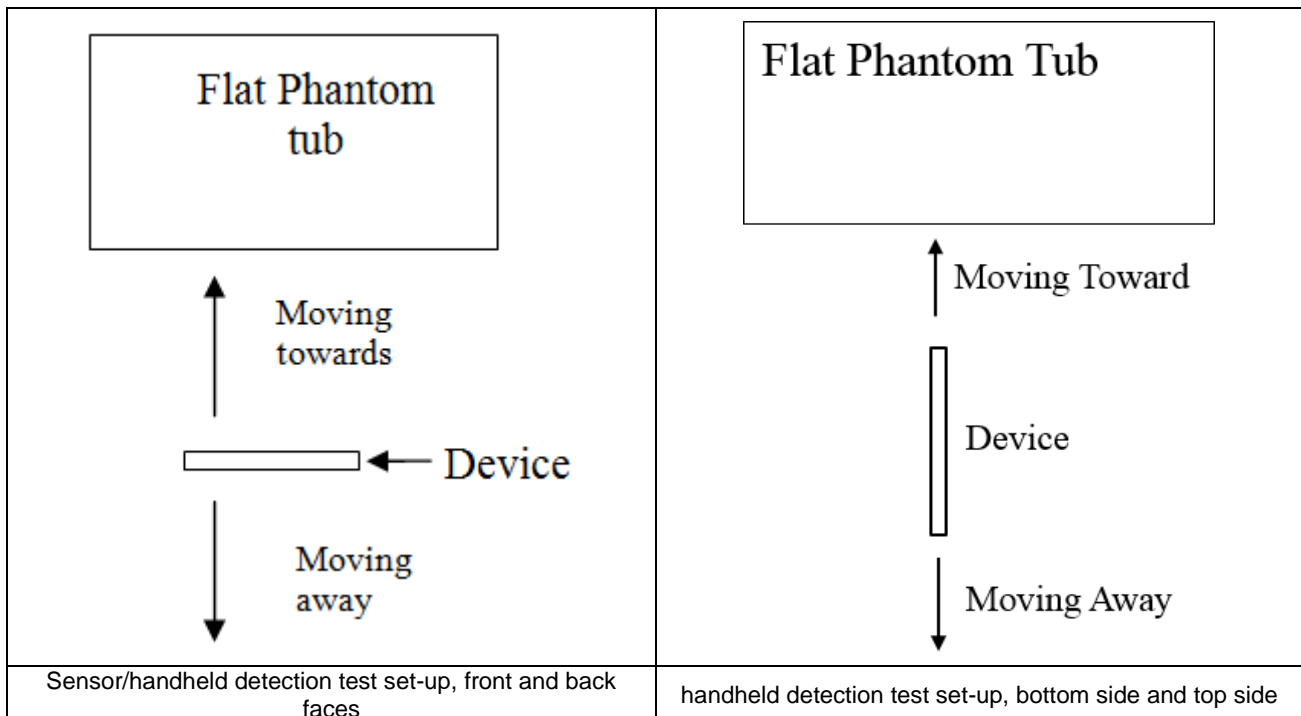 Flat Phantom
tub
Moving
towards
Device
Moving
away
Sensor/handheld detection test set-up, front and back
faces
Flat Phantom Tub
Moving Toward
Device
Moving Away
handheld detection test set-up, bottom side and top side